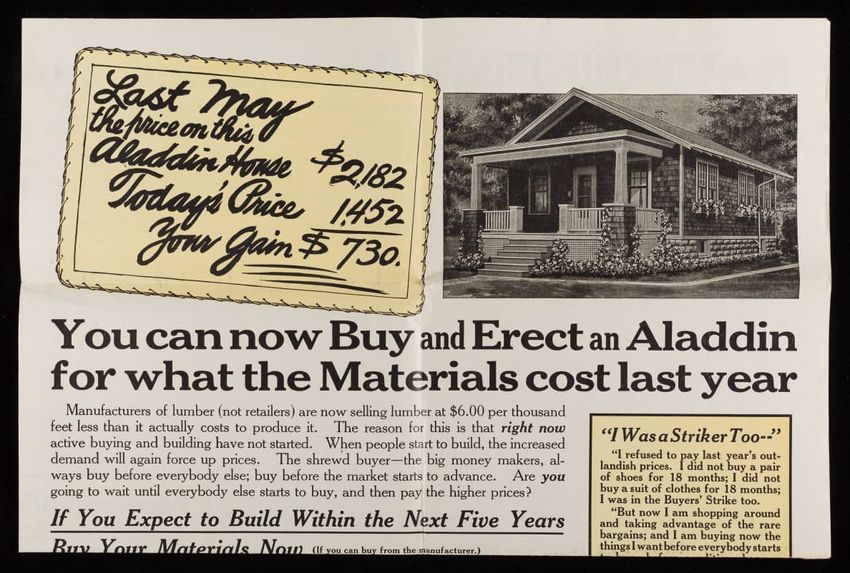 Last May
the price on this
Aladdin House $2,182
Today's Price 1,452
Your Gain $ 730.
You can now Buy and Erect an Aladdin
for what the Materials cost last year
Manufacturers of lumber (not retailers) are now selling lumber at $6.00 per thousand
feet less than it actually costs to produce it. The reason for this is that right now
active buying and building have not started. When people start to build, the increased
demand will again force up prices. The shrewd buyer—the big money makers, al-
ways buy before everybody else; buy before the market starts to advance. Are you
going to wait until everybody else starts to buy, and then pay the higher prices?
If You Expect to Build Within the Next Five Years
Buy Your Materials Now (If you can buy from the manufacturer.)
"I Was a Striker Too--"
"I refused to pay last year's out-
landish prices. I did not buy a pair
of shoes for 18 months; I did not
buy a suit of clothes for 18 months;
I was in the Buyers' Strike too.
"But now I am shopping around
and taking advantage of the rare
bargains; and I am buying now the
things I want before everybody starts